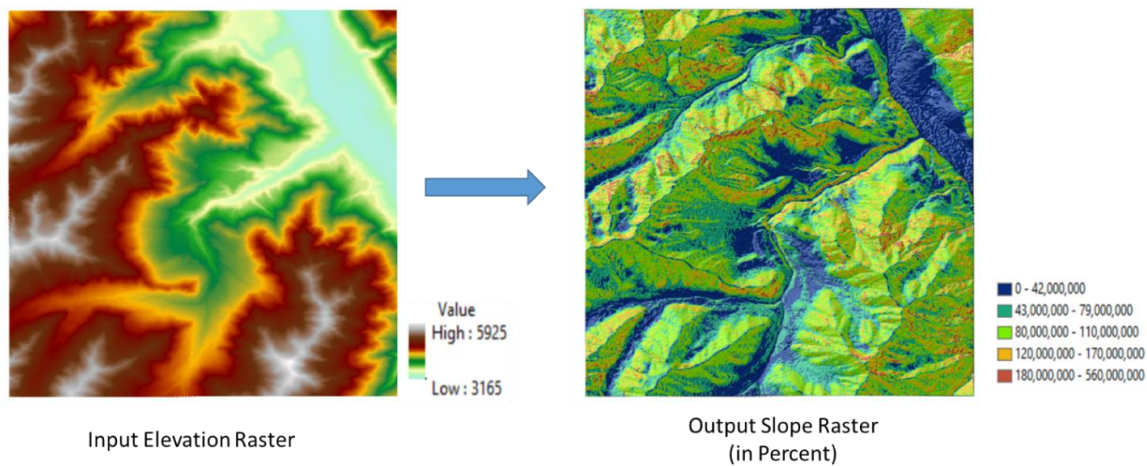 Value
High : 5925
Low : 3165
Input Elevation Raster
0 - 42,000,000
43,000,000 - 79,000,000
80,000,000 - 110,000,000
120,000,000 - 170,000,000
180,000,000 - 560,000,000
Output Slope Raster
(in Percent)